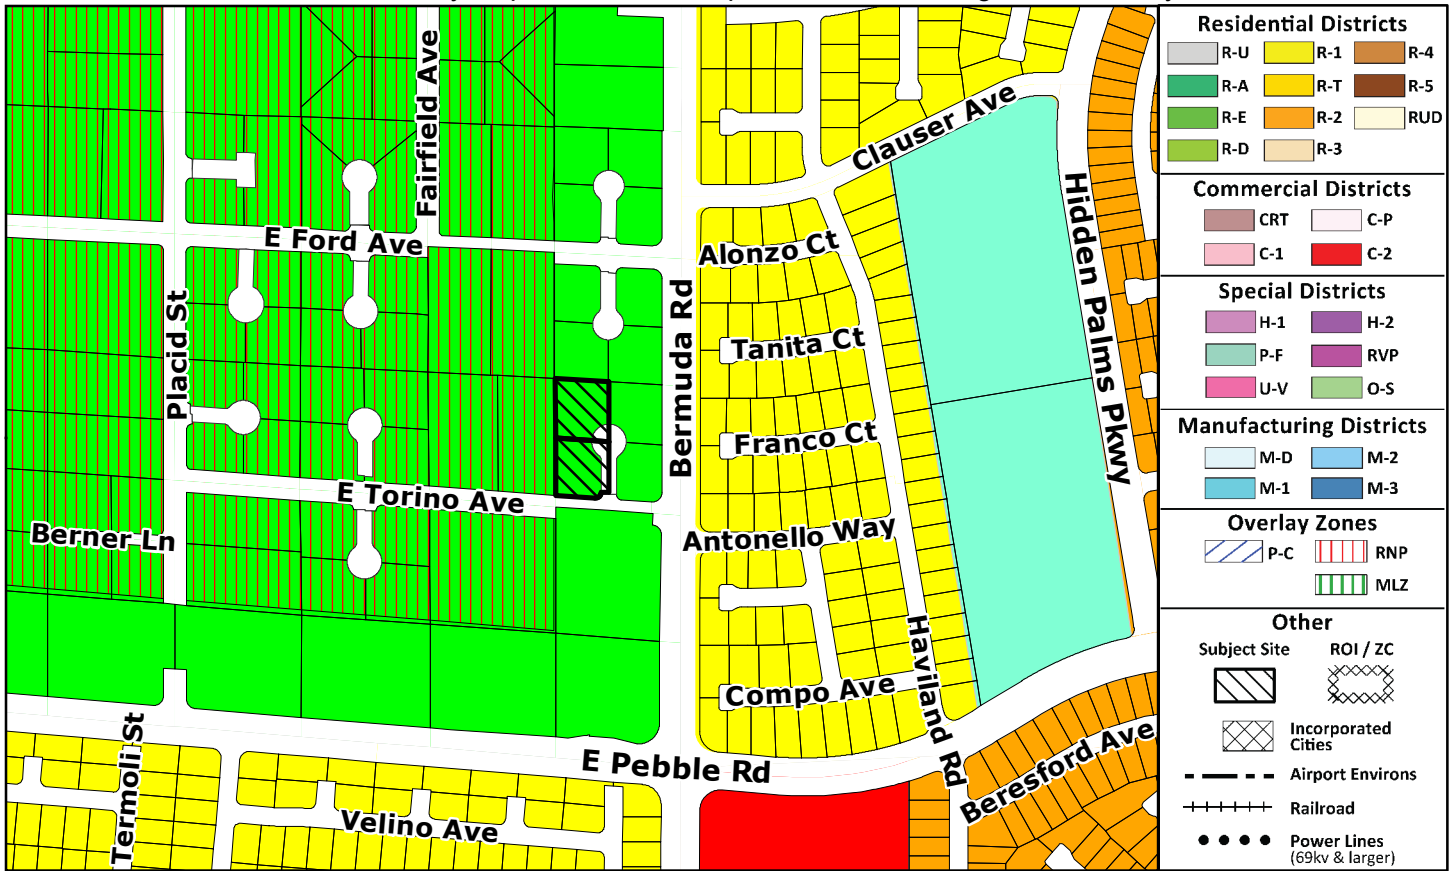 Fairfield Ave
Clauser Ave
E Ford Ave
Alonzo Ct
Hidden Palms Pkwy
Placid St
Bermuda Rd
Tanita Ct
Franco Ct
E Torino Ave
Berner Ln
Antonello Way
Haviland Rd
Compo Ave
Termoli St
E Pebble Rd
Beresford Ave
Velino Ave
Residential Districts
R-U
R-1
R-4
R-A
R-T
R-5
R-E
R-2
RUD
R-D
R-3
Commercial Districts
CRT
C-P
C-1
C-2
Special Districts
H-1
H-2
P-F
RVP
U-V
O-S
Manufacturing Districts
M-D
M-2
M-1
M-3
Overlay Zones
P-C
RNP
MLZ
Other
Subject Site
ROI / ZC
Incorporated
Cities
Airport Environs
Railroad
Power Lines
(69kv & larger)